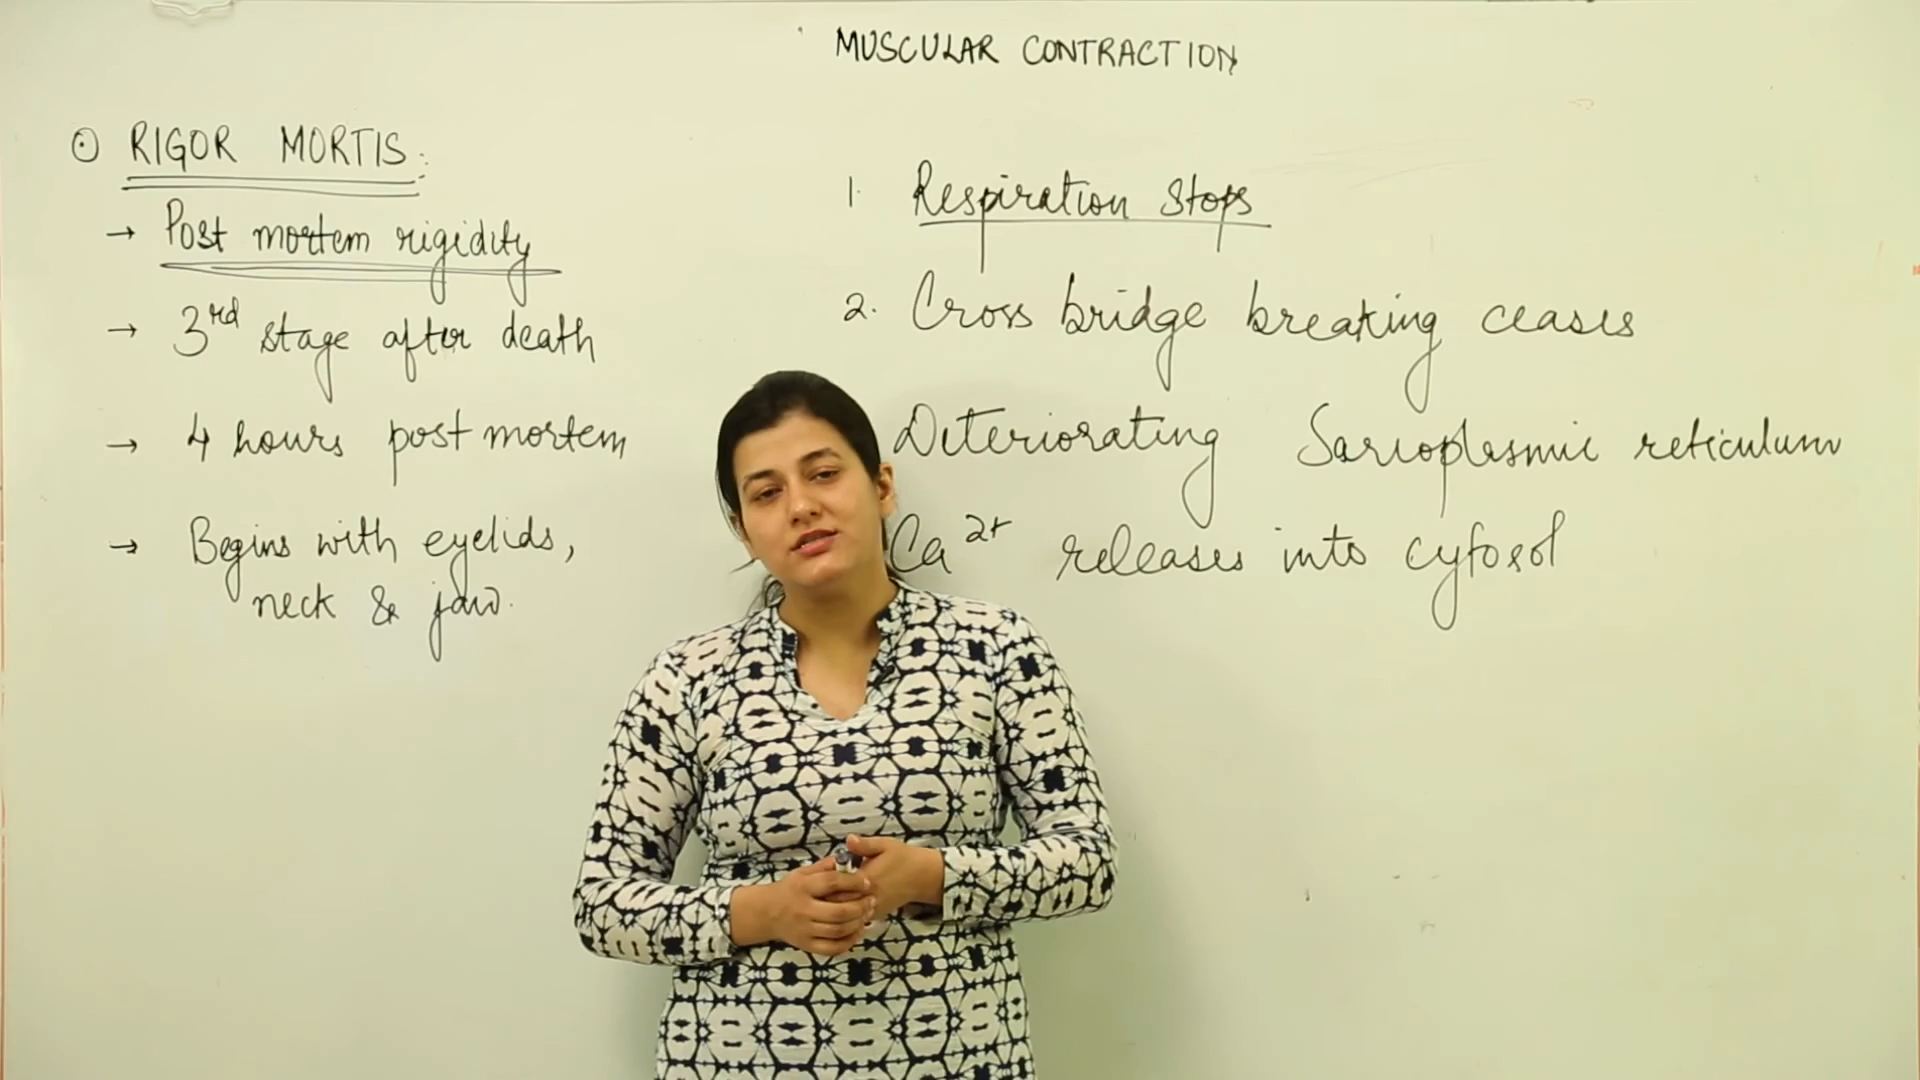 MUSCULAR CONTRACTION
⊙ RIGOR MORTIS:
→ Post mortem rigidity
→ 3rd stage after death
→ 4 hours post mortem
→ Begins with eyelids,
neck & jaw.
1. Respiration stops
2. Cross bridge breaking ceases
Deteriorating Sarcoplasmic reticulum
Ca2+ releases into cytosol